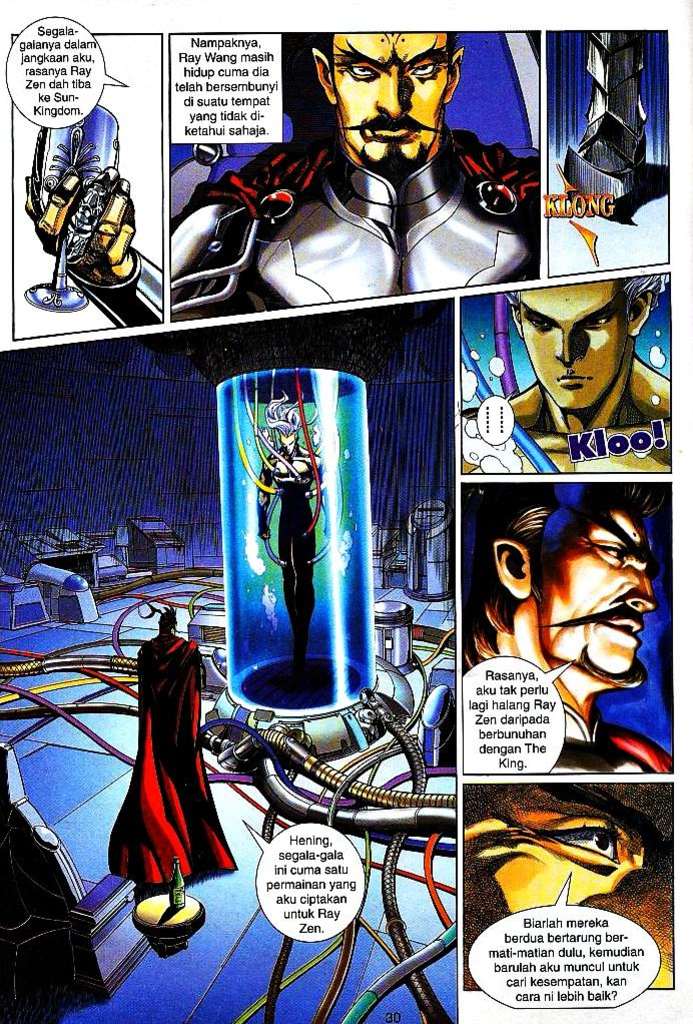 Segala-
galanya dalam
jangkaan aku,
rasanya Ray
Zen dah tiba
ke Sun-
Kingdom.
Nampaknya,
Ray Wang masih
hidup cuma dia
telah bersembunyi
di suatu tempat
yang tidak di-
ketahui sahaja.
KLONG
Hening,
segala-gala
ini cuma satu
permainan yang
aku ciptakan
untuk Ray
Zen.
Kloo!
Rasanya,
aku tak perlu
lagi halang Ray
Zen daripada
berbunuhan
dengan The
King.
Biarlah mereka
berdua bertarung ber-
mati-matian dulu, kemudian
barulah aku muncul untuk
cari kesempatan, kan
cara ni lebih baik?
30